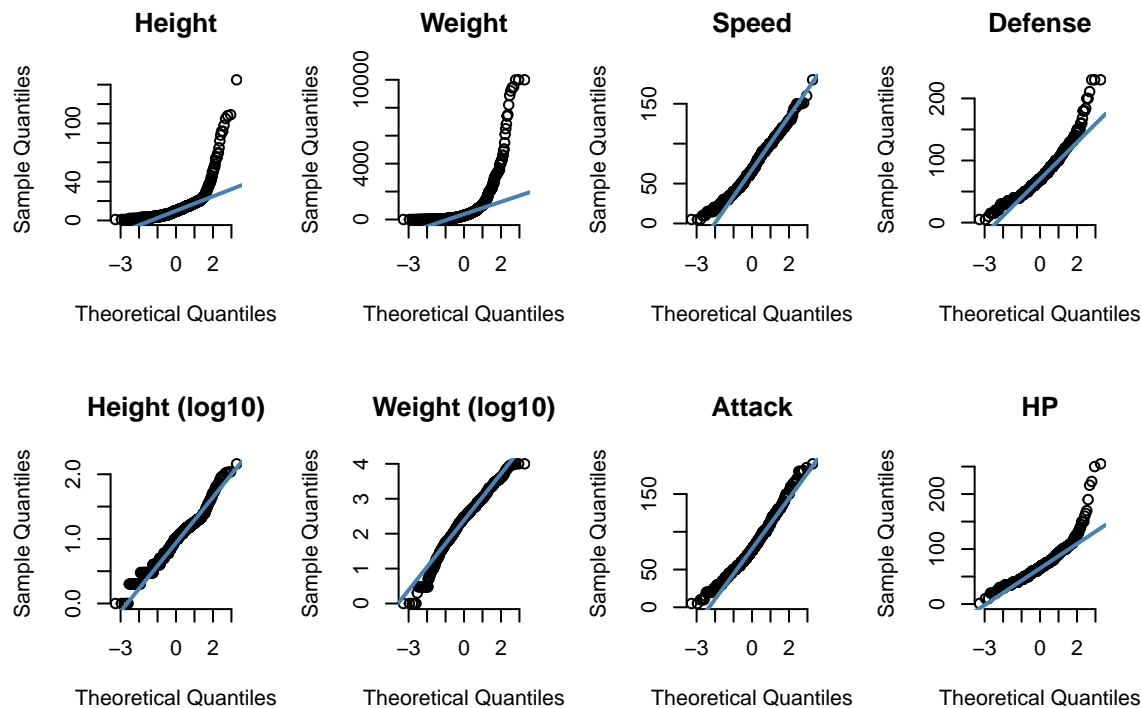 Height
Weight
Speed
Defense
Sample Quantiles
0
40
100
−3
0
2
Theoretical Quantiles
Sample Quantiles
0
4000
10000
−3
0
2
Theoretical Quantiles
Sample Quantiles
0
50
150
−3
0
2
Theoretical Quantiles
Sample Quantiles
0
100
200
−3
0
2
Theoretical Quantiles
Height (log10)
Weight (log10)
Attack
HP
Sample Quantiles
0.0
1.0
2.0
−3
0
2
Theoretical Quantiles
Sample Quantiles
0
1
2
3
4
−3
0
2
Theoretical Quantiles
Sample Quantiles
0
50
150
−3
0
2
Theoretical Quantiles
Sample Quantiles
0
100
200
−3
0
2
Theoretical Quantiles